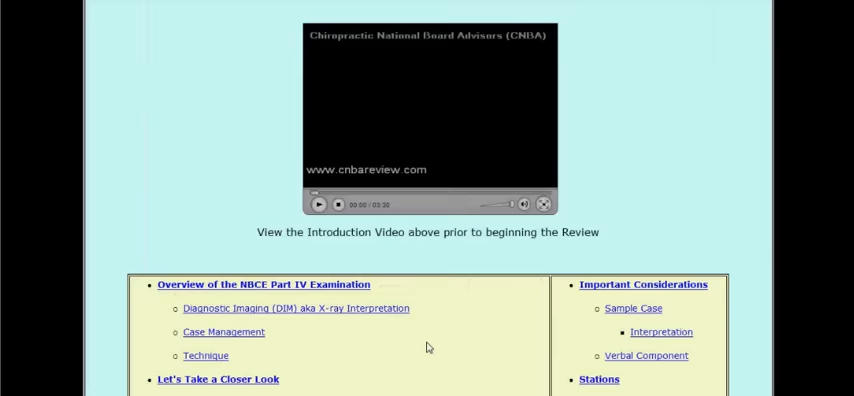 Chiropractic National Board Advisors (CNBA)
www.cnbareview.com
00:00 / 03:30
View the Introduction Video above prior to beginning the Review
Overview of the NBCE Part IV Examination
Diagnostic Imaging (DIM) aka X-ray Interpretation
Case Management
Technique
Let's Take a Closer Look
Important Considerations
Sample Case
Interpretation
Verbal Component
Stations